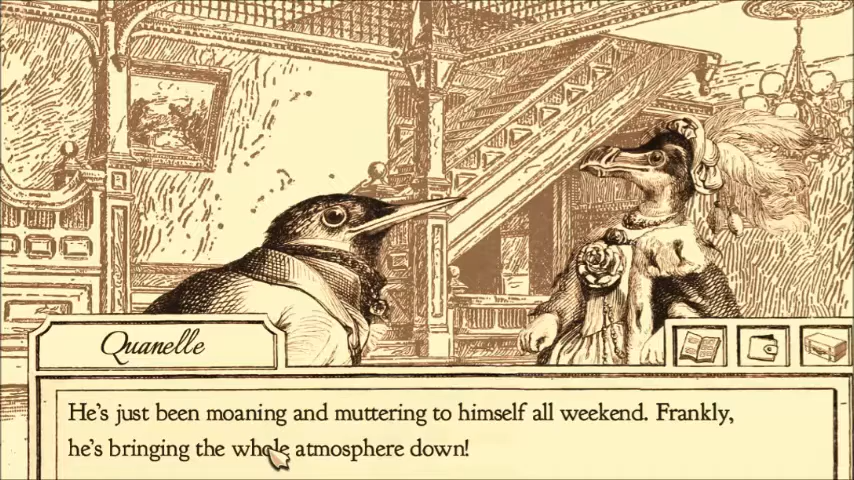 Quanelle
He's just been moaning and muttering to himself all weekend. Frankly,
he's bringing the whole atmosphere down!